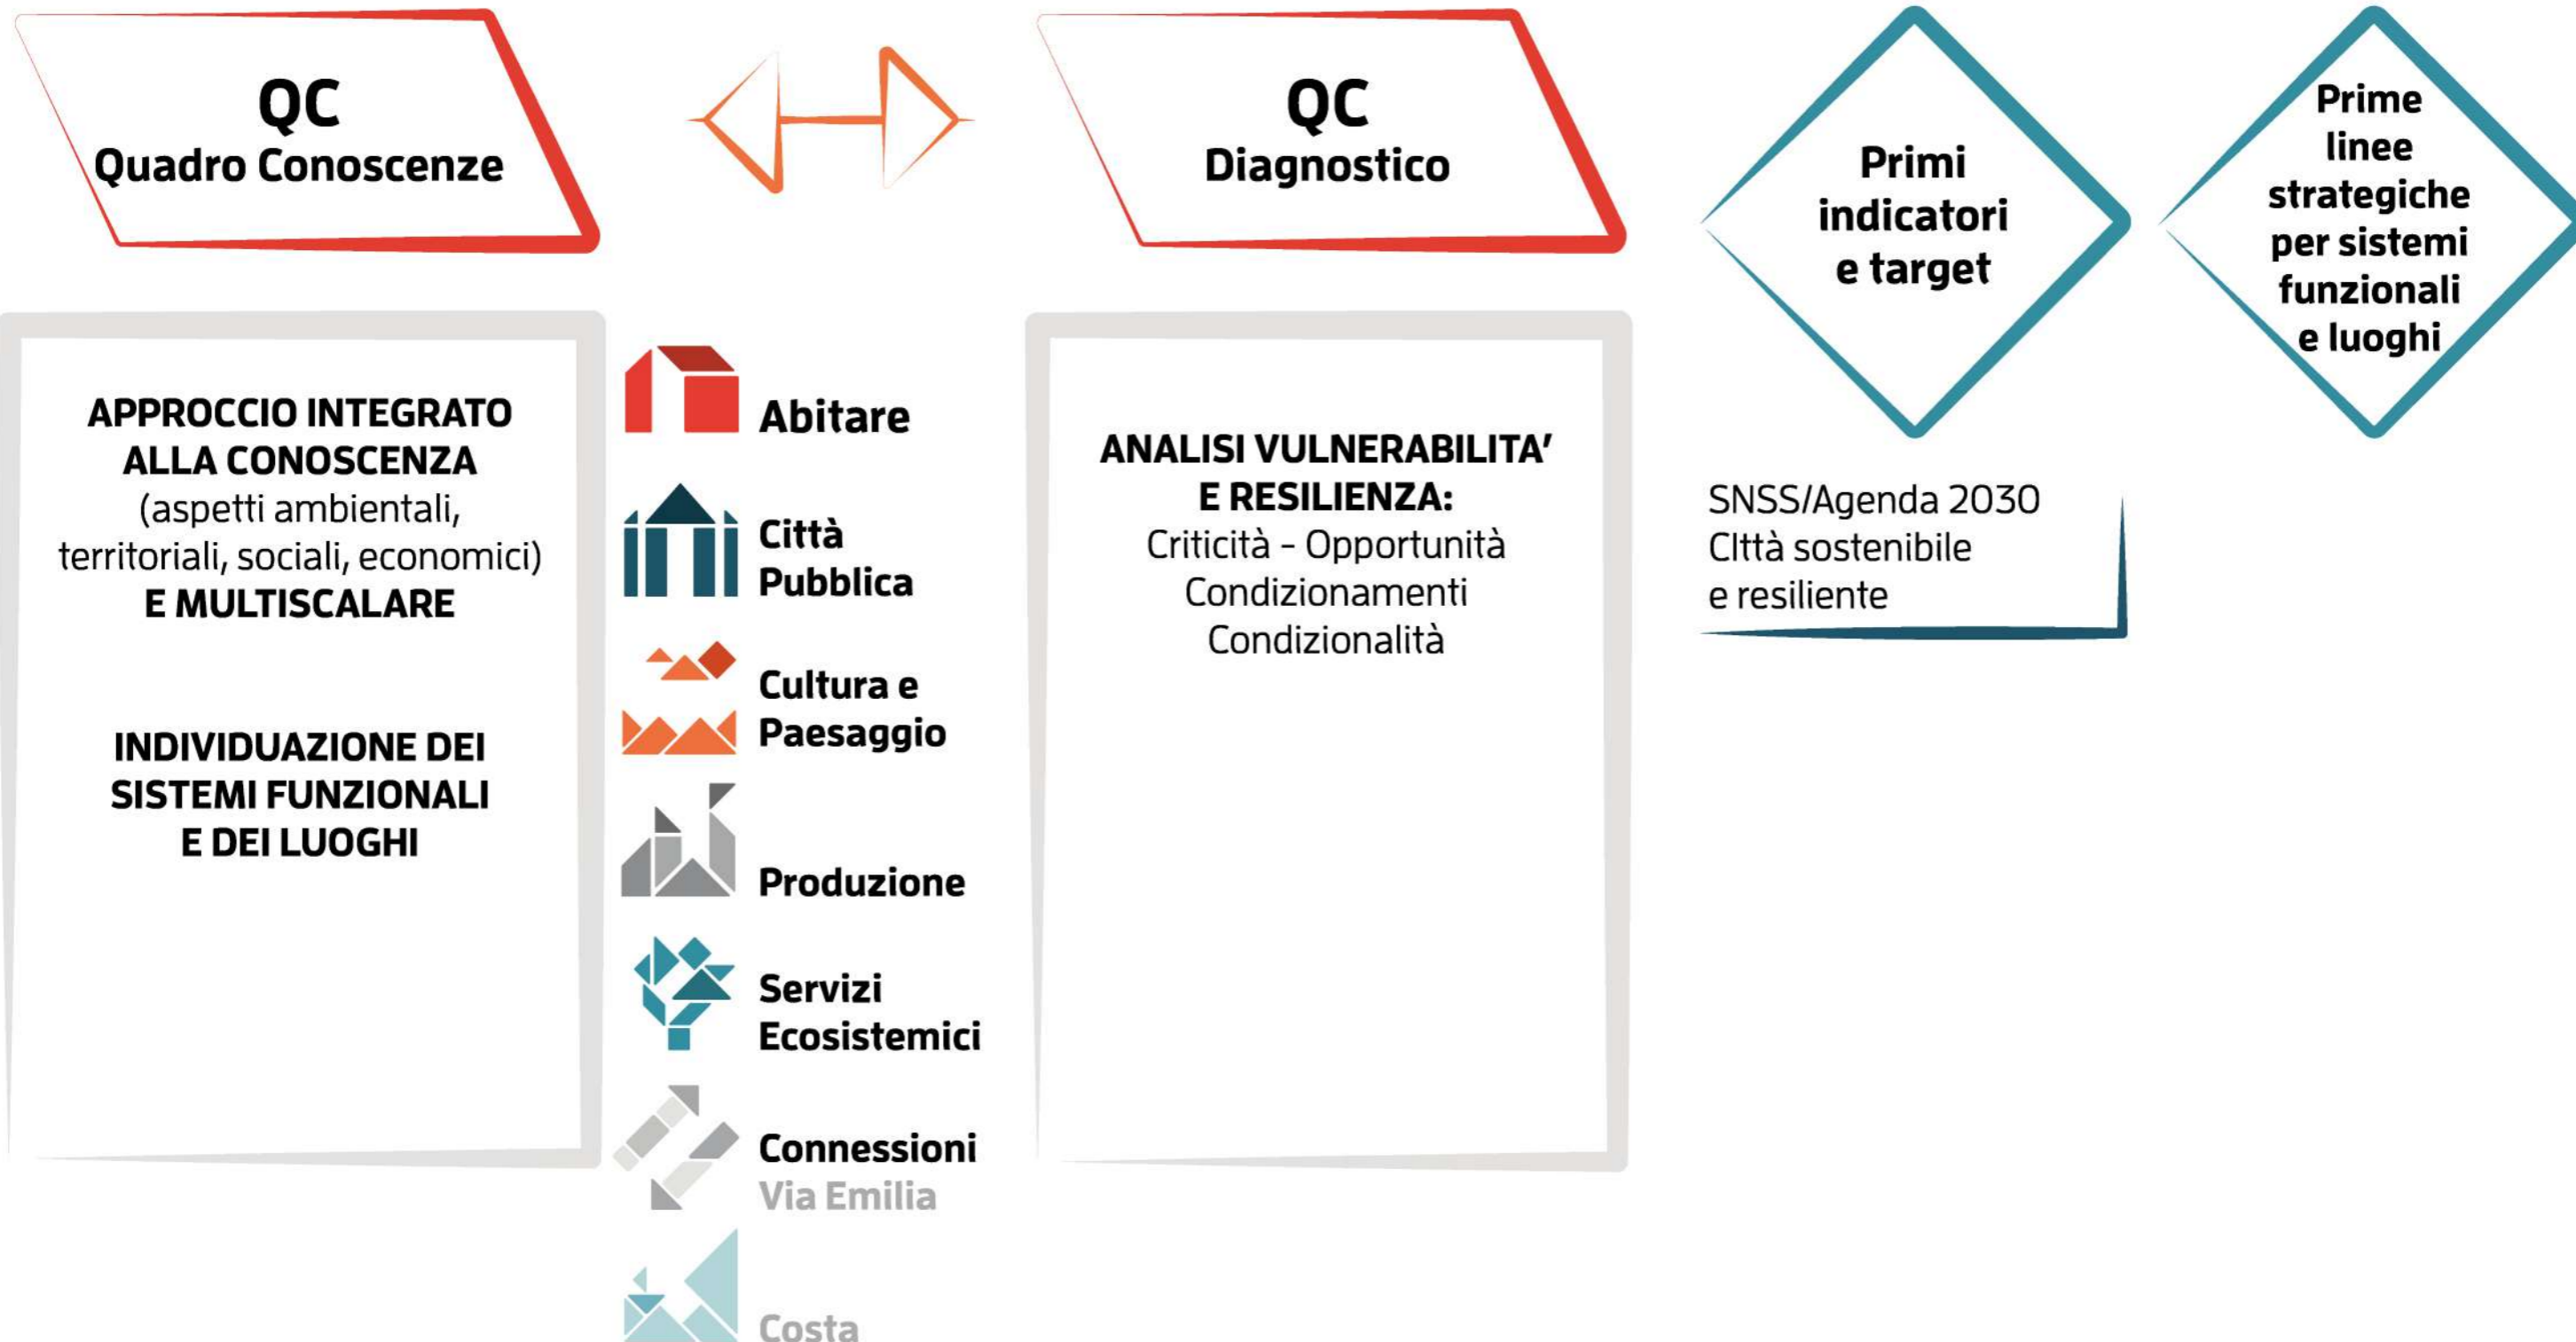 QC
Quadro Conoscenze
QC
Diagnostico
Primi
indicatori
e target
Prime
linee
strategiche
per sistemi
funzionali
e luoghi
APPROCCIO INTEGRATO
ALLA CONOSCENZA
(aspetti ambientali,
territoriali, sociali, economici)
E MULTISCALARE
INDIVIDUAZIONE DEI
SISTEMI FUNZIONALI
E DEI LUOGHI
Abitare
Città
Pubblica
Cultura e
Paesaggio
Produzione
Servizi
Ecosistemici
Connessioni
Via Emilia
Costa
ANALISI VULNERABILITA’
E RESILIENZA:
Criticità - Opportunità
Condizionamenti
Condizionalità
SNSS/Agenda 2030
CIttà sostenibile
e resiliente